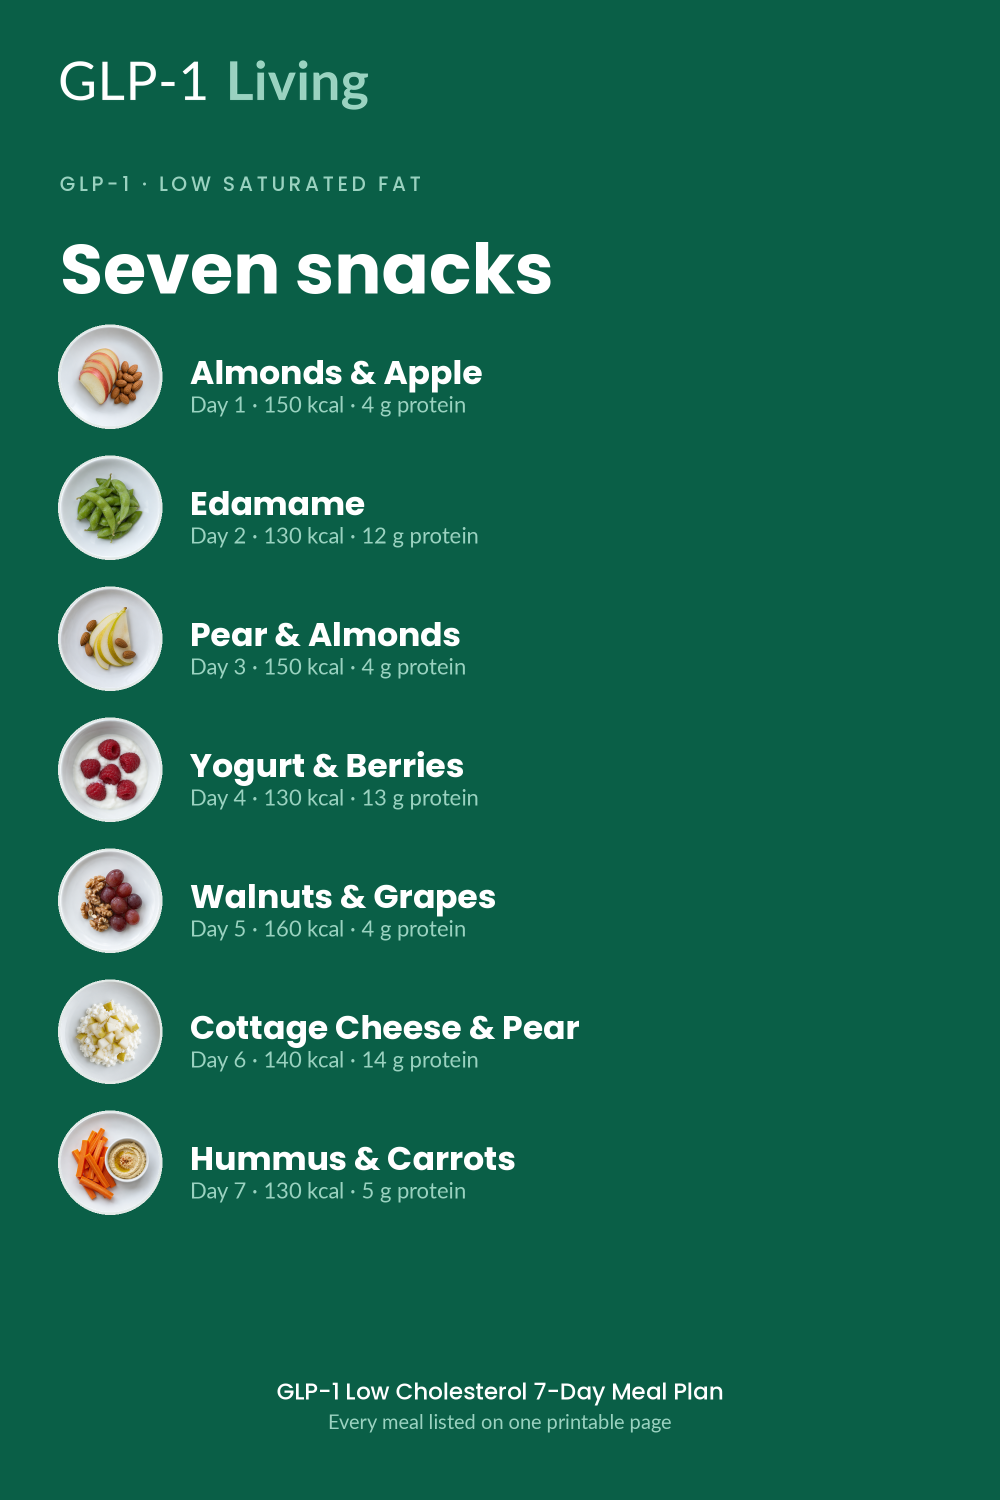 GLP-1 Living
GLP-1 · LOW SATURATED FAT
Seven snacks
Almonds & Apple
Day 1 · 150 kcal · 4 g protein
Edamame
Day 2 · 130 kcal · 12 g protein
Pear & Almonds
Day 3 · 150 kcal · 4 g protein
Yogurt & Berries
Day 4 · 130 kcal · 13 g protein
Walnuts & Grapes
Day 5 · 160 kcal · 4 g protein
Cottage Cheese & Pear
Day 6 · 140 kcal · 14 g protein
Hummus & Carrots
Day 7 · 130 kcal · 5 g protein
GLP-1 Low Cholesterol 7-Day Meal Plan
Every meal listed on one printable page